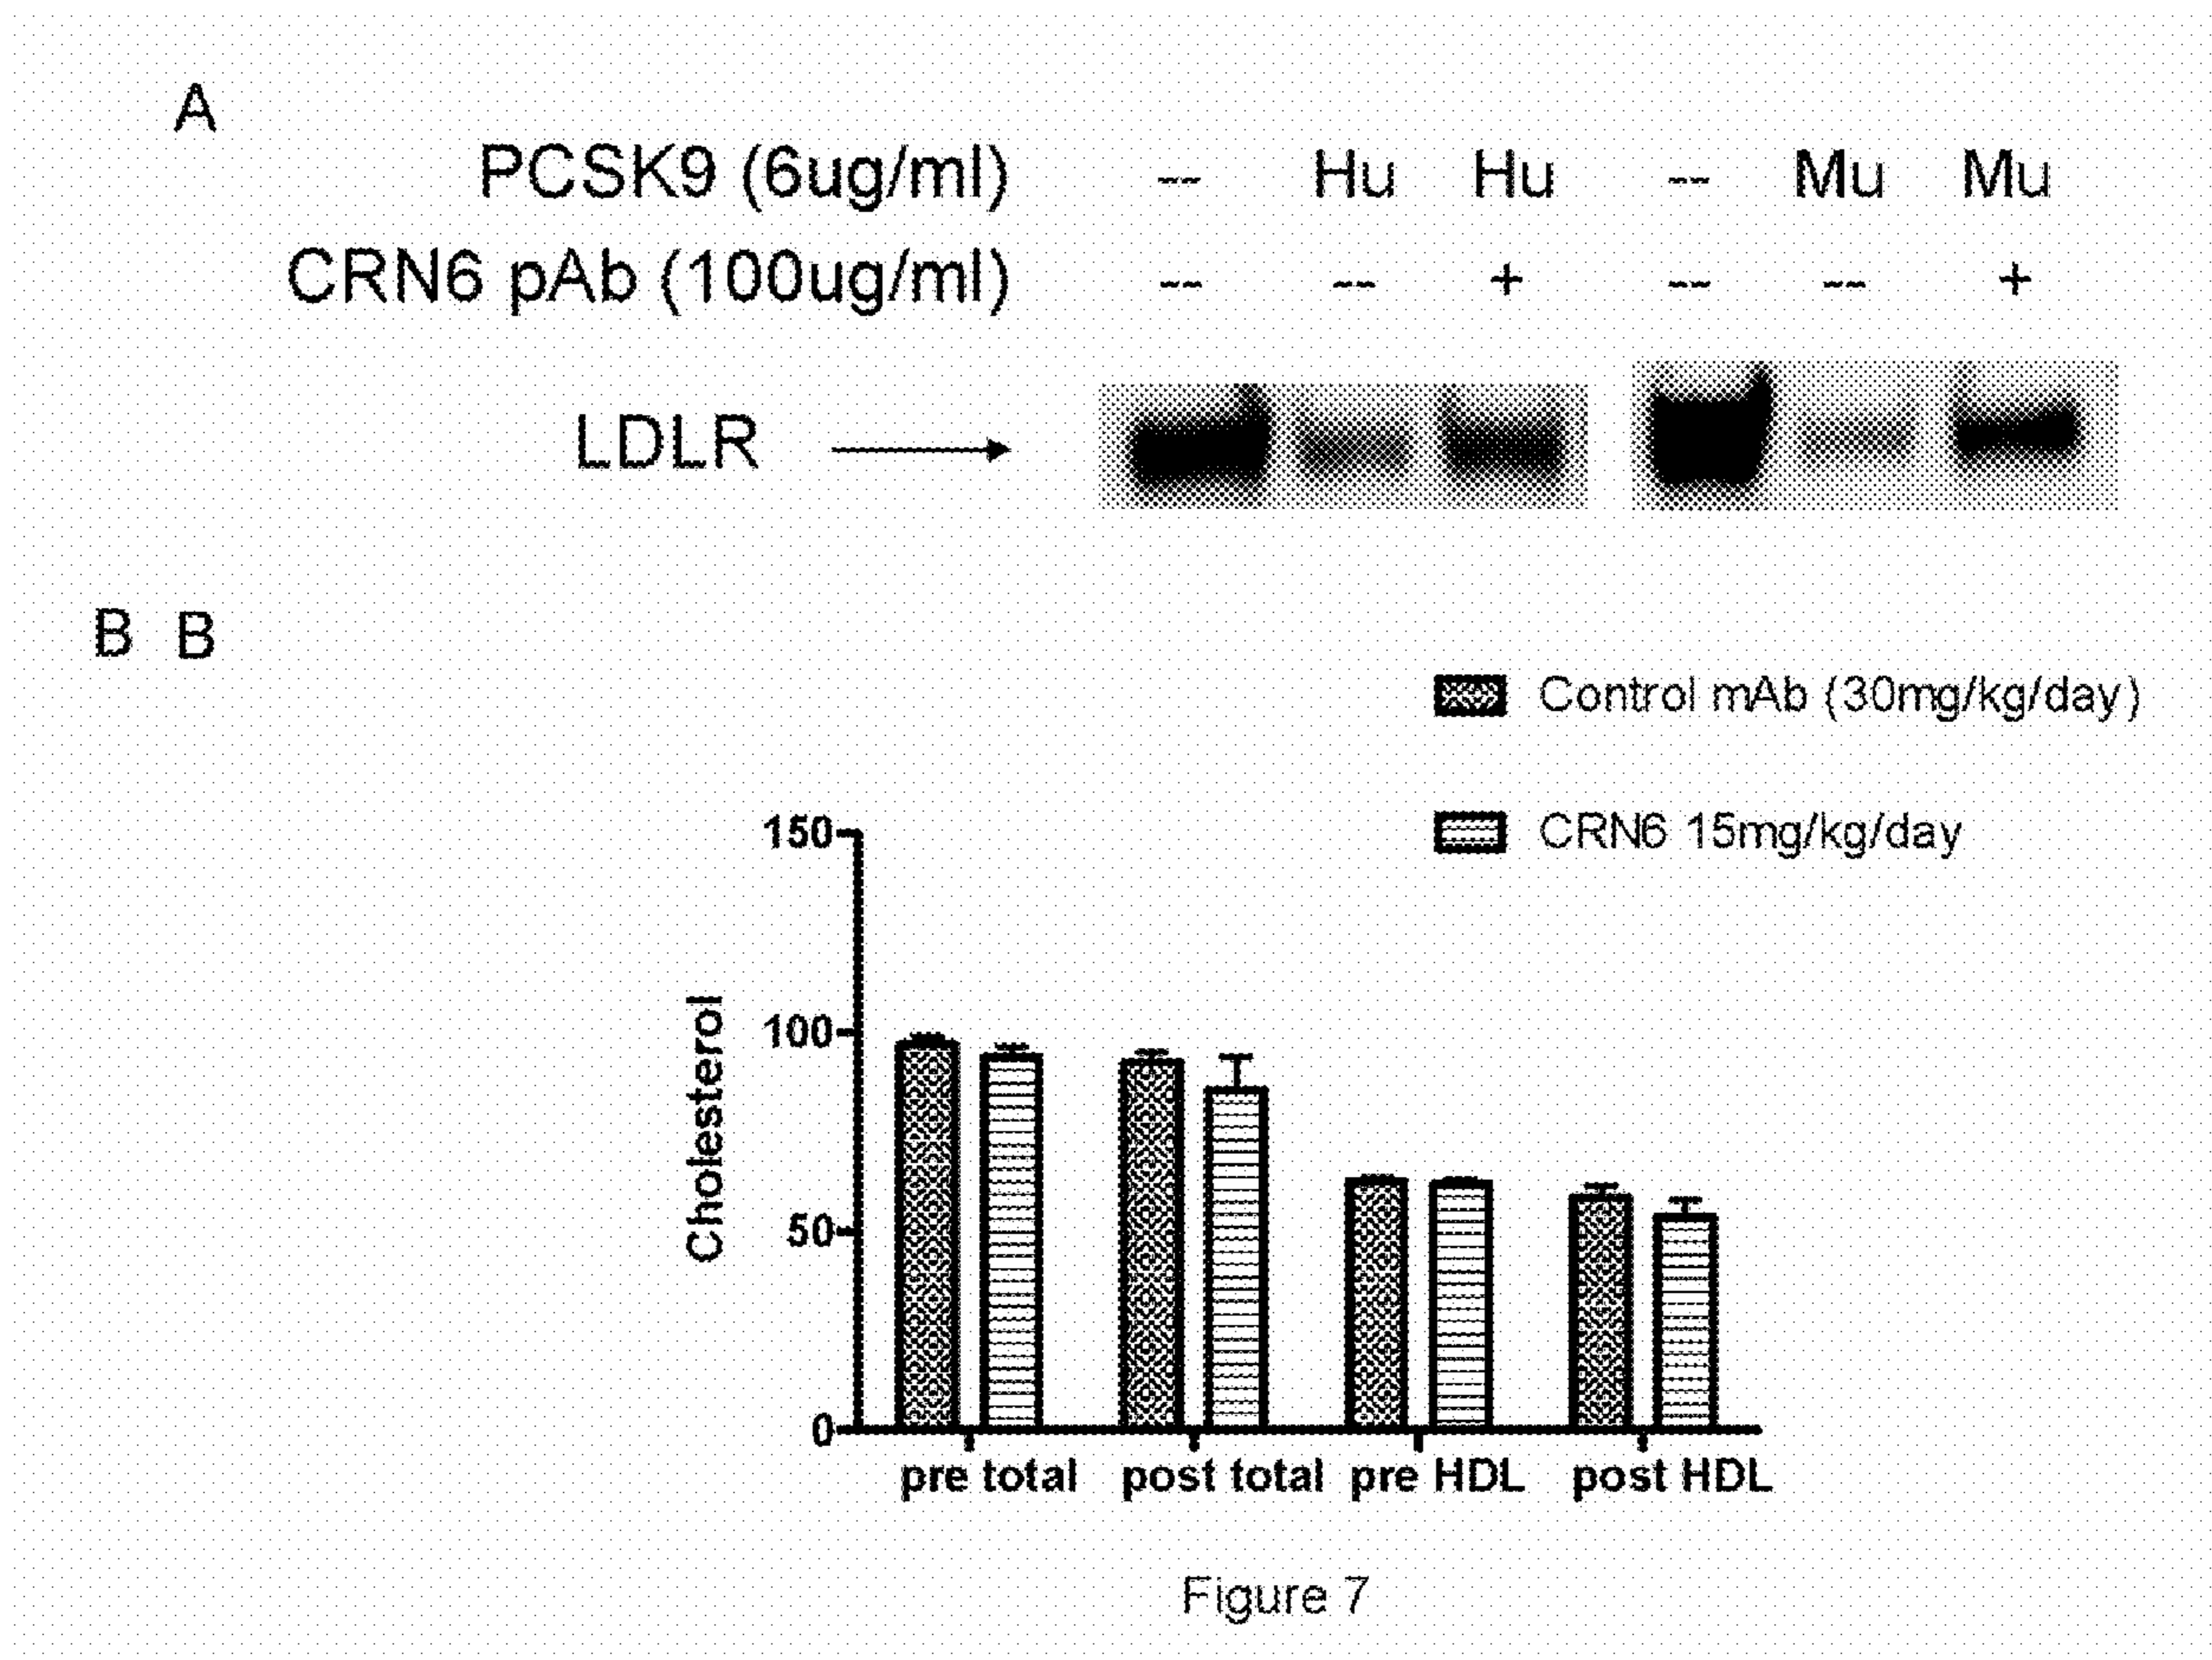 A
PCSK9 (6ug/ml) -- Hu Hu -- Mu Mu
CRN6 pAb (100ug/ml) -- -- + -- -- +
LDLR
B B
Control mAb (30mg/kg/day)
CRN6 15mg/kg/day
150
100
50
0
Cholesterol
pre total post total pre HDL post HDL
Figure 7